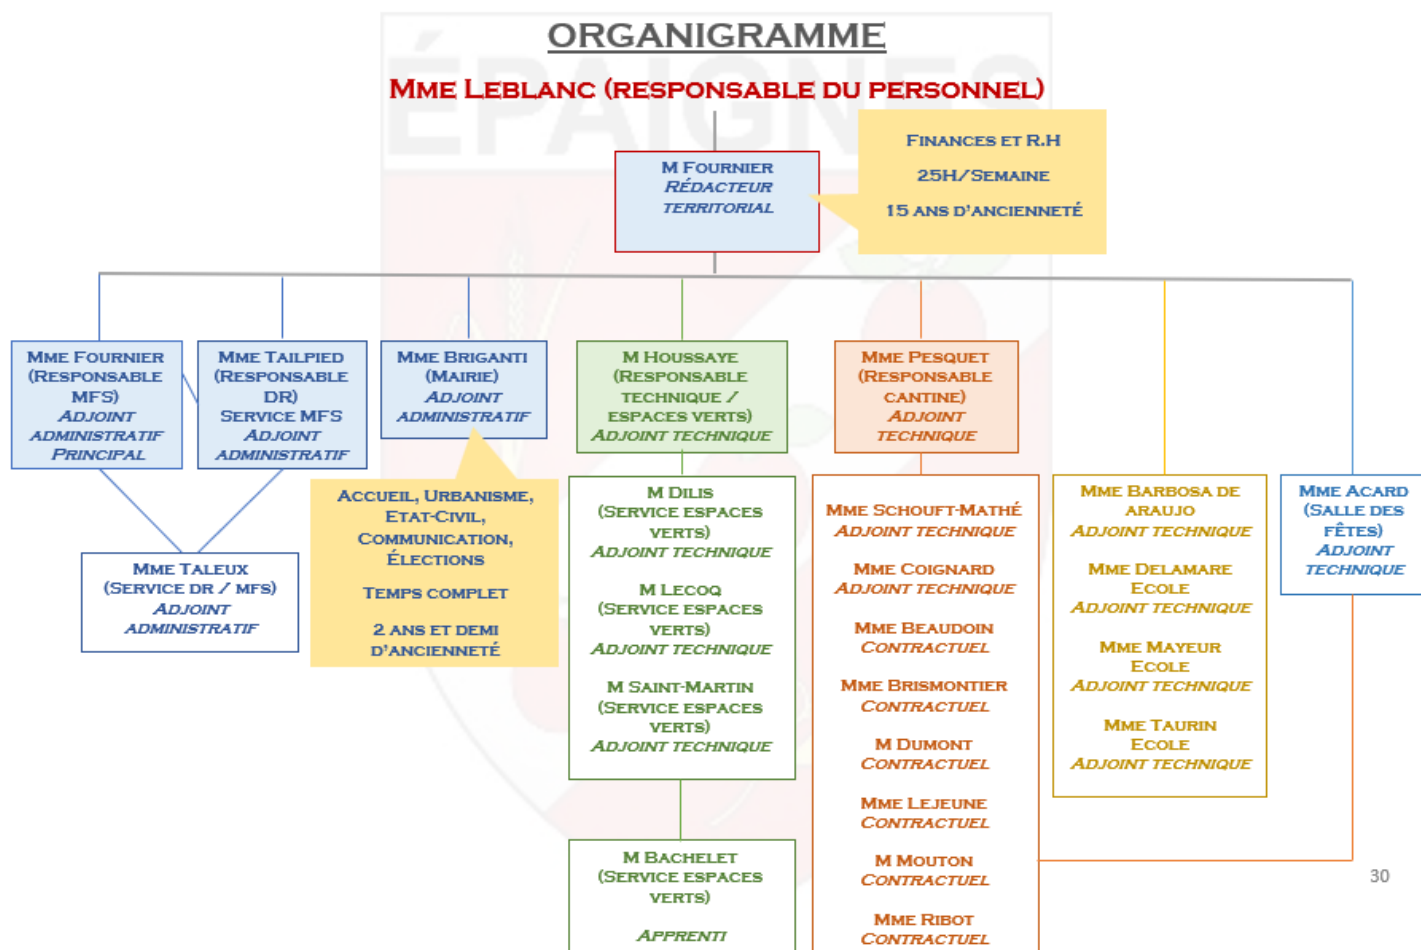 ORGANIGRAMME
ÉPAIGNES
MME LEBLANC (RESPONSABLE DU PERSONNEL)
M FOURNIER
RÉDACTEUR
TERRITORIAL
FINANCES ET R.H
25H/SEMAINE
15 ANS D'ANCIENNETÉ
MME FOURNIER
(RESPONSABLE
MFS)
ADJOINT
ADMINISTRATIF
PRINCIPAL
MME TAILPIED
(RESPONSABLE
DR)
SERVICE MFS
ADJOINT
ADMINISTRATIF
MME BRIGANTI
(MAIRIE)
ADJOINT
ADMINISTRATIF
M HOUSSAYE
(RESPONSABLE
TECHNIQUE /
ESPACES VERTS)
ADJOINT TECHNIQUE
MME PESQUET
(RESPONSABLE
CANTINE)
ADJOINT
TECHNIQUE
MME TALEUX
(SERVICE DR / MFS)
ADJOINT
ADMINISTRATIF
ACCUEIL, URBANISME,
ETAT-CIVIL,
COMMUNICATION,
ÉLECTIONS
TEMPS COMPLET
2 ANS ET DEMI
D'ANCIENNETÉ
M DILIS
(SERVICE ESPACES
VERTS)
ADJOINT TECHNIQUE
M LECOQ
(SERVICE ESPACES
VERTS)
ADJOINT TECHNIQUE
M SAINT-MARTIN
(SERVICE ESPACES
VERTS)
ADJOINT TECHNIQUE
M BACHELET
(SERVICE ESPACES
VERTS)
APPRENTI
MME SCHOUFT-MATHÉ
ADJOINT TECHNIQUE
MME COIGNARD
ADJOINT TECHNIQUE
MME BEAUDOIN
CONTRACTUEL
MME BRISMONTIER
CONTRACTUEL
M DUMONT
CONTRACTUEL
MME LEJEUNE
CONTRACTUEL
M MOUTON
CONTRACTUEL
MME RIBOT
CONTRACTUEL
MME BARBOSA DE
ARAUJO
ADJOINT TECHNIQUE
MME DELAMARE
ECOLE
ADJOINT TECHNIQUE
MME MAYEUR
ECOLE
ADJOINT TECHNIQUE
MME TAURIN
ECOLE
ADJOINT TECHNIQUE
MME ACARD
(SALLE DES
FÊTES)
ADJOINT
TECHNIQUE
30